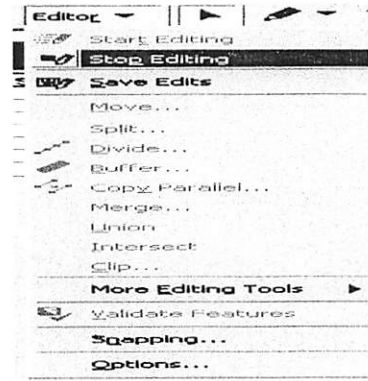 Editor
Start Editing
Stop Editing
Save Edits
Move...
Split...
Divide...
Buffer...
Copy Parallel...
Merge...
Union
Intersect
Clip...
More Editing Tools
Validate Features
Snapping...
Options...